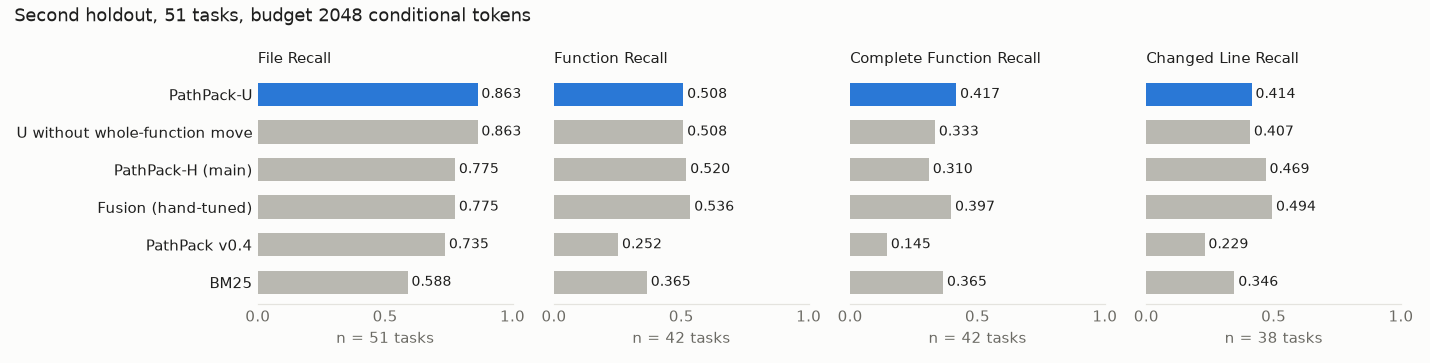 Second holdout, 51 tasks, budget 2048 conditional tokens
File Recall Function Recall Complete Function Recall Changed Line Recall
PathPack-U 0.863 0.508 0.417 0.414
U without whole-function move 0.863 0.508 0.333 0.407
PathPack-H (main) 0.775 0.520 0.310 0.469
Fusion (hand-tuned) 0.775 0.536 0.397 0.494
PathPack v0.4 0.735 0.252 0.145 0.229
BM25 0.588 0.365 0.365 0.346
0.0 0.5 1.0 0.0 0.5 1.0 0.0 0.5 1.0 0.0 0.5 1.0
n = 51 tasks n = 42 tasks n = 42 tasks n = 38 tasks